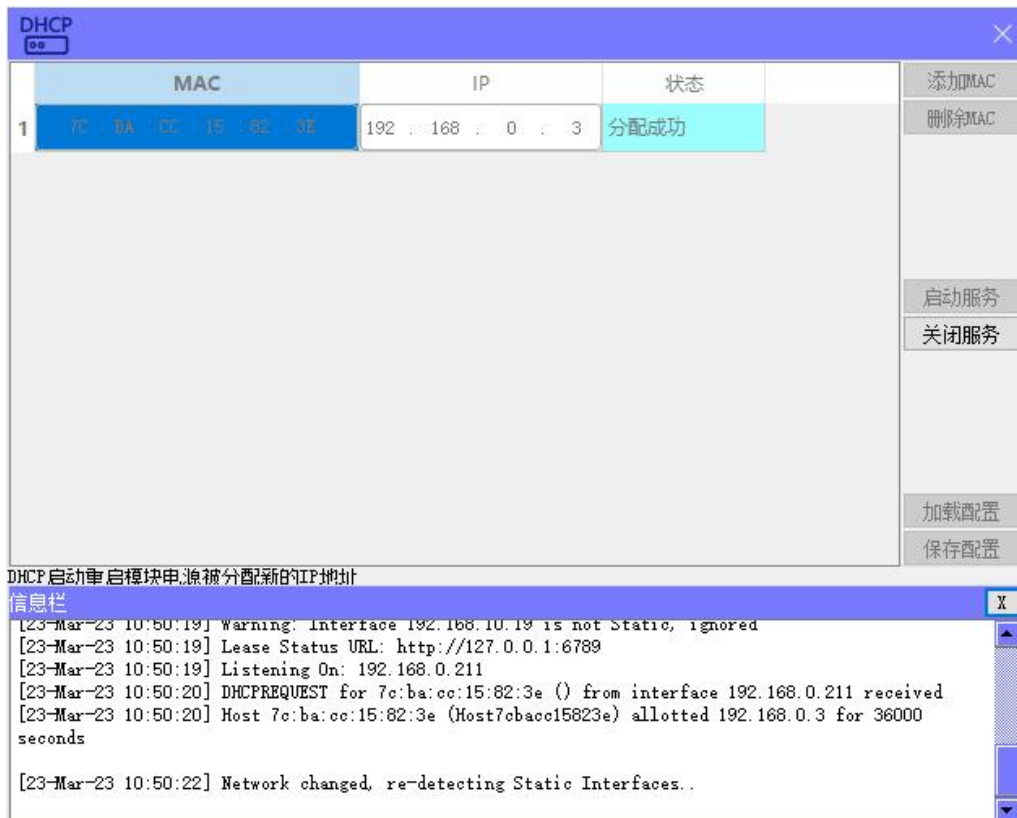 DHCP
MAC IP 状态
1 7C : BA : CC : 15 : 82 : 3E 192 . 168 . 0 . 3 分配成功
添加MAC
删除MAC
启动服务
关闭服务
加载配置
保存配置
DHCP启动重启模块电源被分配新的IP地址
信息栏 X
[23-Mar-23 10:50:19] Warning: Interface 192.168.10.19 is not Static, ignored
[23-Mar-23 10:50:19] Lease Status URL: http://127.0.0.1:6789
[23-Mar-23 10:50:19] Listening On: 192.168.0.211
[23-Mar-23 10:50:20] DHCPREQUEST for 7c:ba:cc:15:82:3e () from interface 192.168.0.211 received
[23-Mar-23 10:50:20] Host 7c:ba:cc:15:82:3e (Host7cbacc15823e) allotted 192.168.0.3 for 36000
seconds
[23-Mar-23 10:50:22] Network changed, re-detecting Static Interfaces..